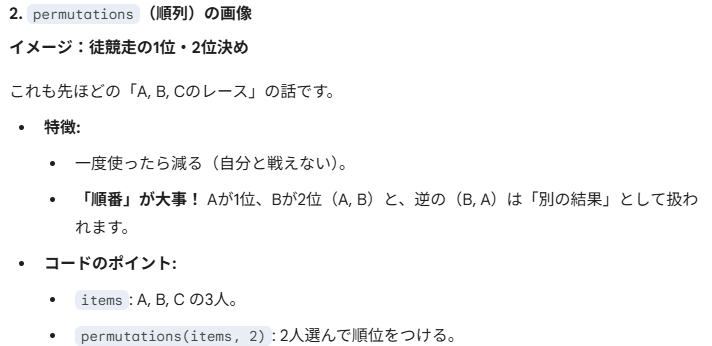 2. permutations（順列）の画像
イメージ：徒競走の1位・2位決め
これも先ほどの「A, B, Cのレース」の話です。
• 特徴:
• 一度使ったら減る（自分と戦えない）。
• 「順番」が大事！ Aが1位、Bが2位（A, B）と、逆の（B, A）は「別の結果」として扱わ
れます。
• コードのポイント:
• items: A, B, C の3人。
• permutations(items, 2): 2人選んで順位をつける。